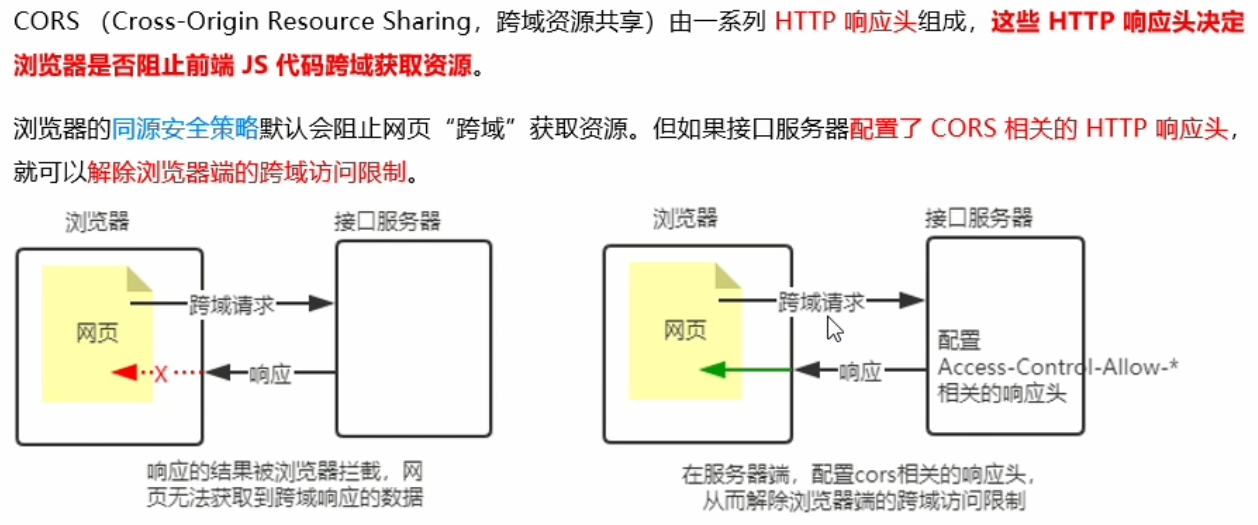 CORS （Cross-Origin Resource Sharing，跨域资源共享）由一系列 HTTP 响应头组成，这些 HTTP 响应头决定
浏览器是否阻止前端 JS 代码跨域获取资源。
浏览器的同源安全策略默认会阻止网页“跨域”获取资源。但如果接口服务器配置了 CORS 相关的 HTTP 响应头，
就可以解除浏览器端的跨域访问限制。
浏览器
接口服务器
网页
跨域请求
X
响应
响应的结果被浏览器拦截，网
页无法获取到跨域响应的数据
浏览器
接口服务器
网页
跨域请求
响应
配置
Access-Control-Allow-*
相关的响应头
在服务器端，配置cors相关的响应头，
从而解除浏览器端的跨域访问限制